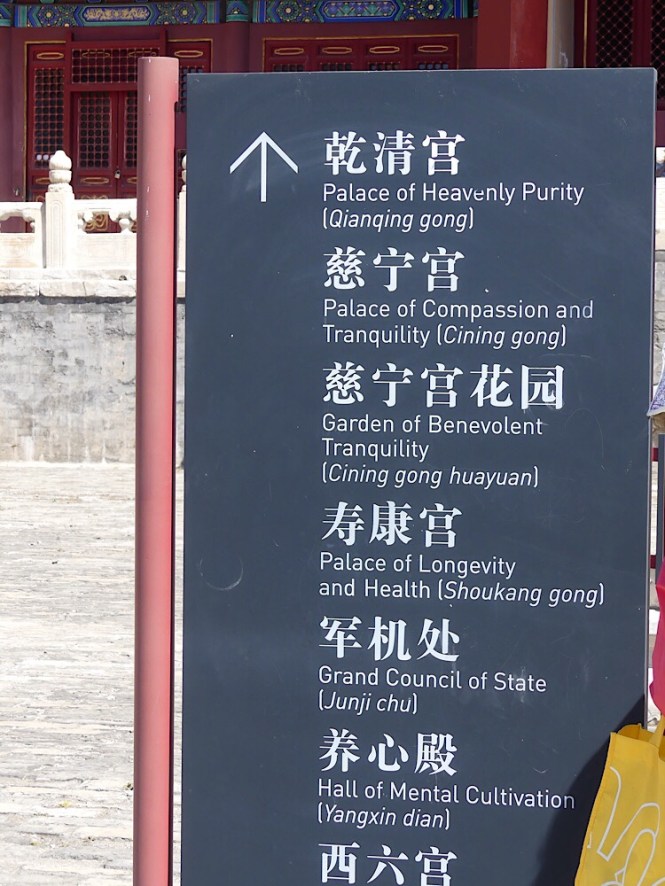 ↑ 乾清宫
Palace of Heavenly Purity
(Qianqing gong)
慈宁宫
Palace of Compassion and
Tranquility (Cining gong)
慈宁宫花园
Garden of Benevolent
Tranquility
(Cining gong huayuan)
寿康宫
Palace of Longevity
and Health (Shoukang gong)
军机处
Grand Council of State
(Junji chu)
养心殿
Hall of Mental Cultivation
(Yangxin dian)
西六宫